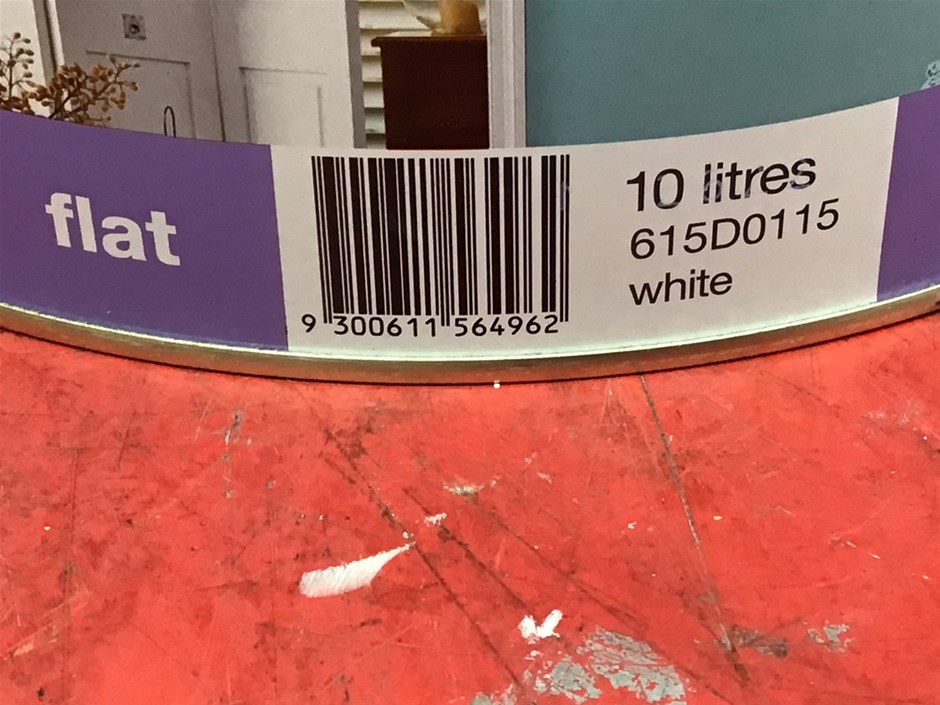 flat
10 litres
615D0115
white
9 300611 564962